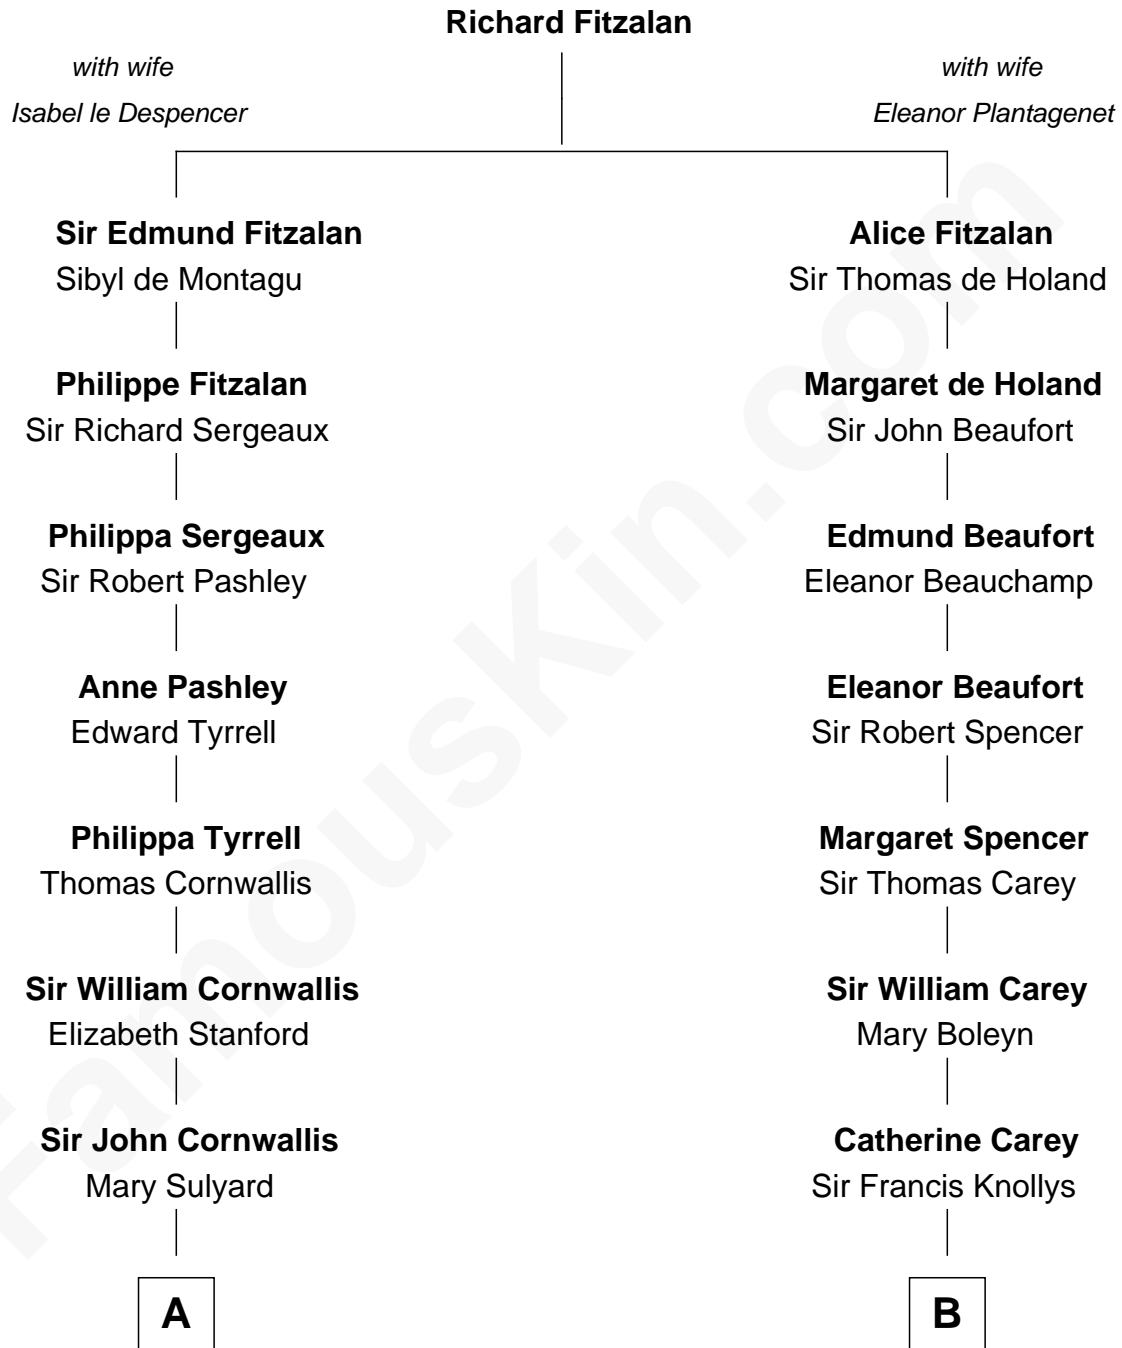 Richard Fitzalan
with wife
Isabel le Despencer
with wife
Eleanor Plantagenet
Sir Edmund Fitzalan
Sibyl de Montagu
Alice Fitzalan
Sir Thomas de Holand
Philippe Fitzalan
Sir Richard Sergeaux
Margaret de Holand
Sir John Beaufort
Philippa Sergeaux
Sir Robert Pashley
Edmund Beaufort
Eleanor Beauchamp
Anne Pashley
Edward Tyrrell
Eleanor Beaufort
Sir Robert Spencer
Philippa Tyrrell
Thomas Cornwallis
Margaret Spencer
Sir Thomas Carey
Sir William Cornwallis
Elizabeth Stanford
Sir William Carey
Mary Boleyn
Sir John Cornwallis
Mary Sulyard
Catherine Carey
Sir Francis Knollys
A
B
FamousKin.com